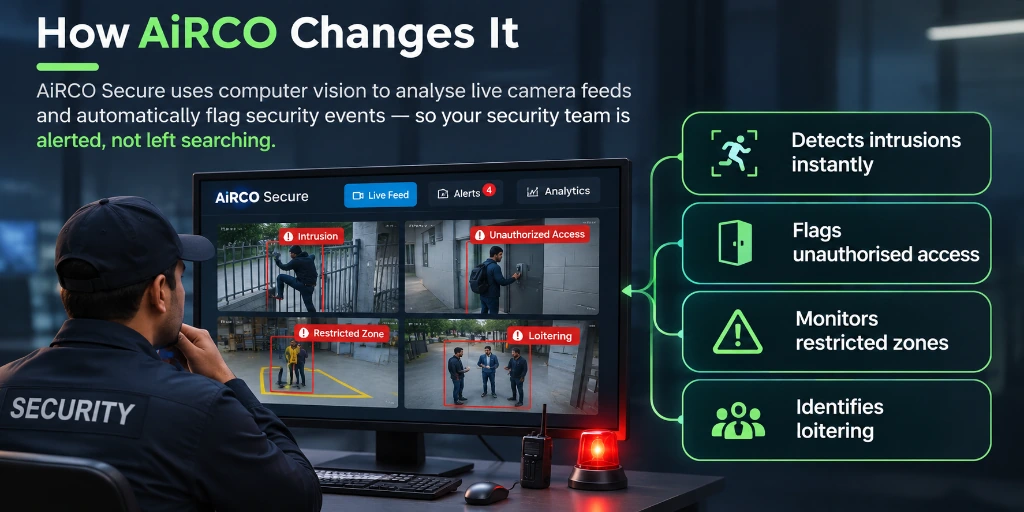 How AiRCO Changes It
AiRCO Secure uses computer vision to analyse live camera feeds
and automatically flag security events — so your security team is
alerted, not left searching.
AiRCO Secure
Live Feed
Alerts 4
Analytics
Intrusion
Unauthorized Access
Restricted Zone
Loitering
SECURITY
Detects intrusions
instantly
Flags
unauthorised access
Monitors
restricted zones
Identifies
loitering